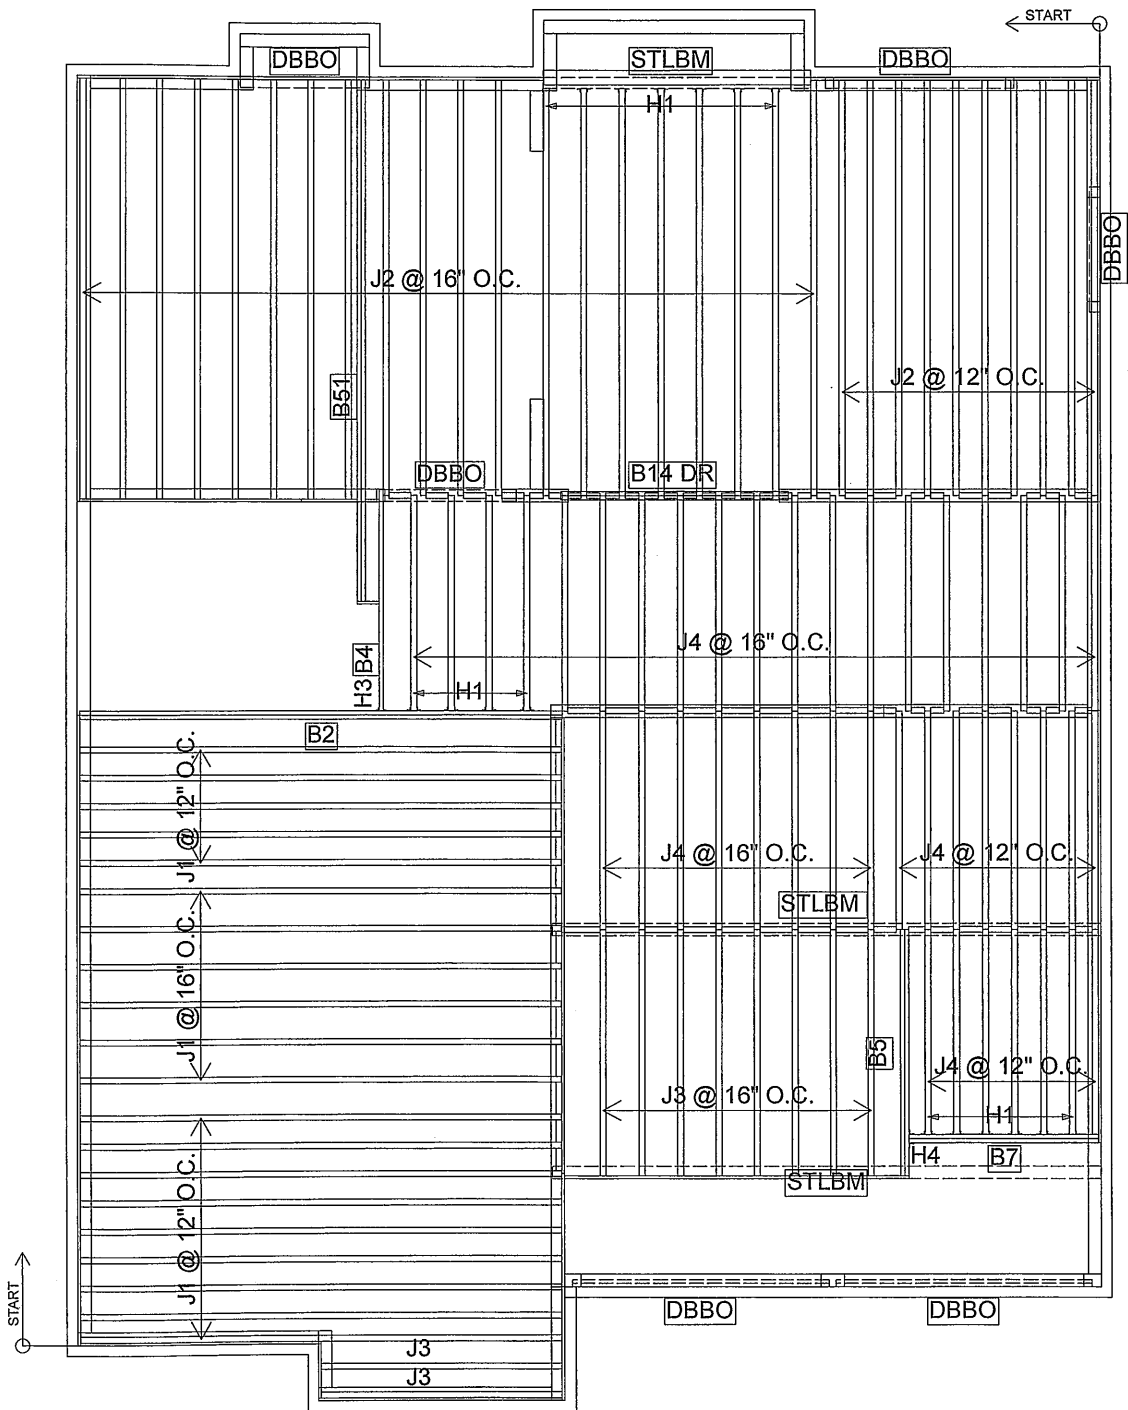 START
DBBO
STLBM
DBBO
H1
DBBO
J2 @ 16" O.C.
J2 @ 12" O.C.
B51
DBBO
B14 DR
J4 @ 16" O.C.
B4
H3
H1
B2
J1 @ 12" O.C.
J4 @ 16" O.C.
J4 @ 12" O.C.
STLBM
J1 @ 16" O.C.
B5
J4 @ 12" O.C.
J3 @ 16" O.C.
H1
H4
B7
STLBM
J1 @ 12" O.C.
START
DBBO
DBBO
J3
J3